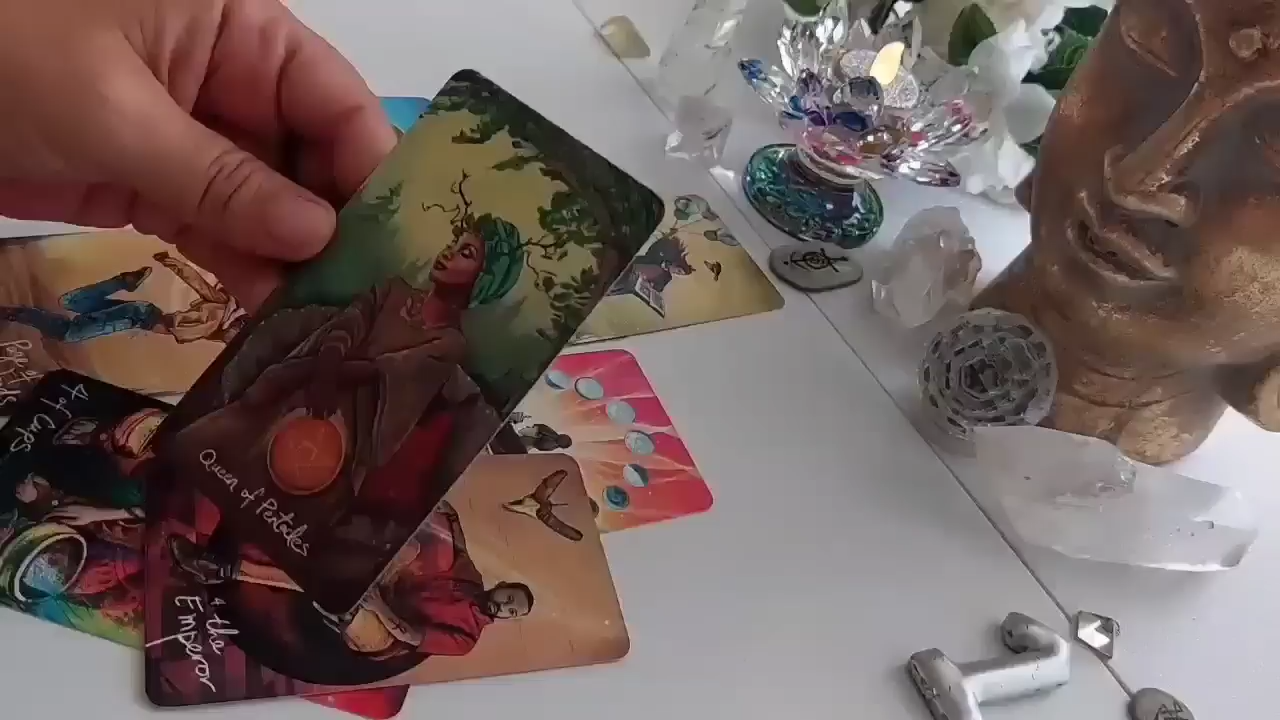 Queen of Pentacles
4 of Cups
4 the
Emperor